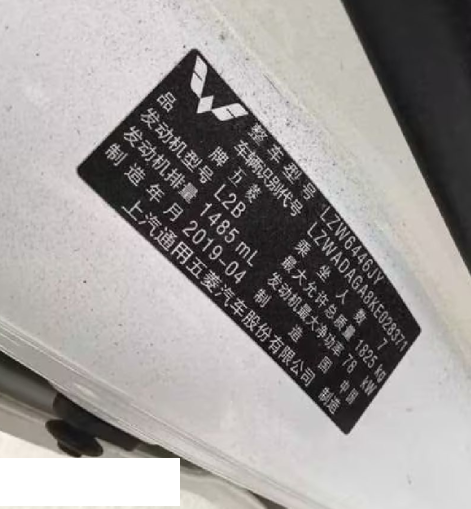 整车型号 LZW6446JY
车辆识别代号 LZWADAGA8KE028371
品牌 五菱 乘坐人数 7
发动机型号 L2B 最大允许总质量 1825 kg
发动机排量 1485 mL 发动机最大净功率 78 kW
制造年月 2019-04 制造国 中国
上汽通用五菱汽车股份有限公司 制造